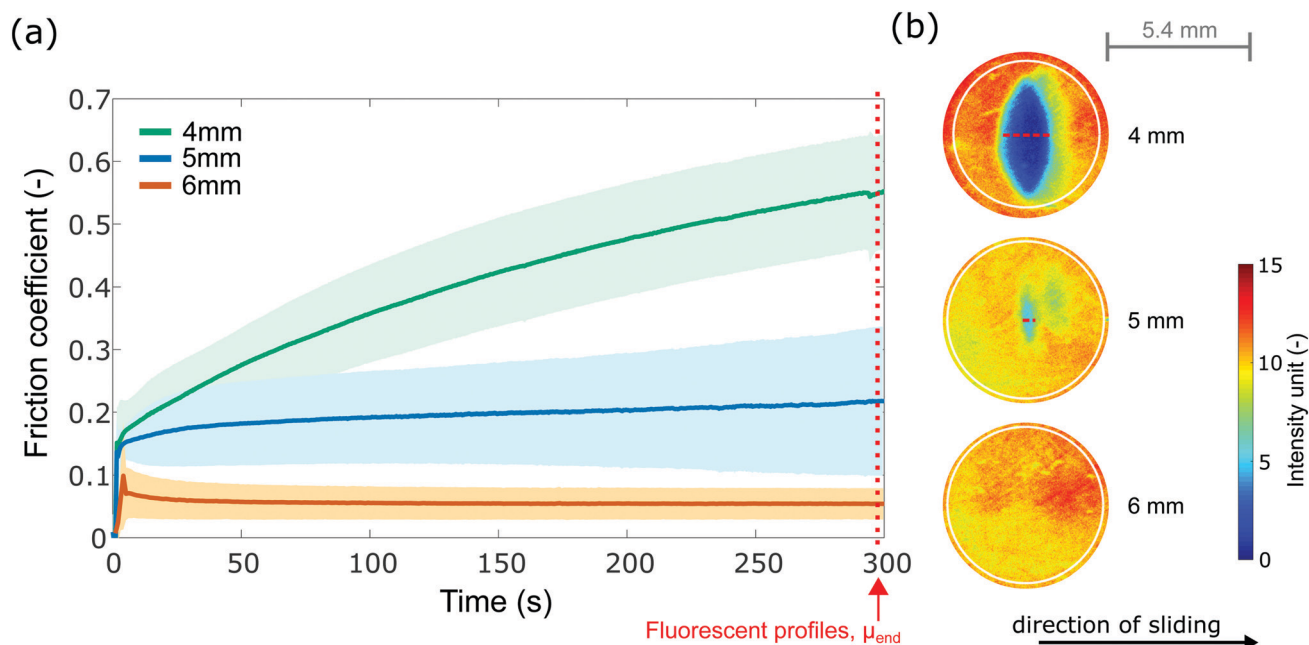 (a)
Friction coefficient (-)
0.7
0.6
0.5
0.4
0.3
0.2
0.1
0
4mm
5mm
6mm
0 50 100 150 200 250 300
Time (s)
Fluorescent profiles, μend
(b)
5.4 mm
4 mm
5 mm
6 mm
15
10
5
0
Intensity unit (-)
direction of sliding